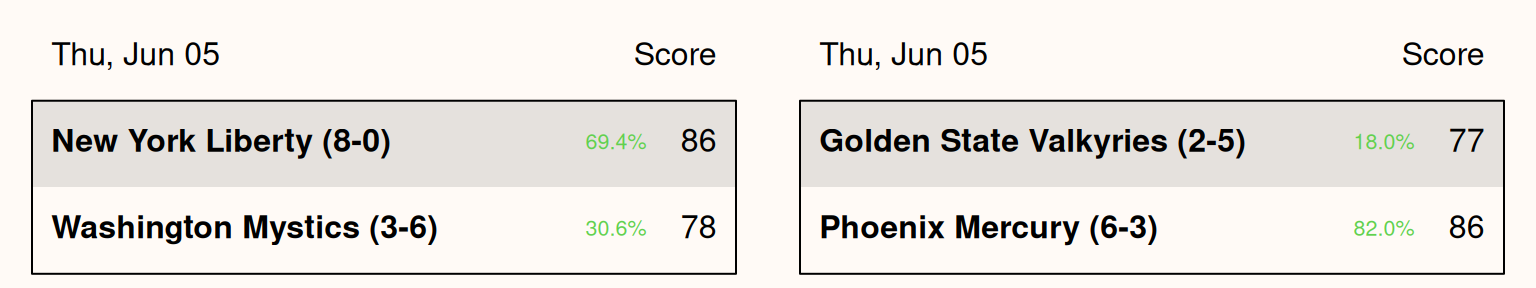 Thu, Jun 05 Score
New York Liberty (8-0) 69.4% 86
Washington Mystics (3-6) 30.6% 78
Thu, Jun 05 Score
Golden State Valkyries (2-5) 18.0% 77
Phoenix Mercury (6-3) 82.0% 86